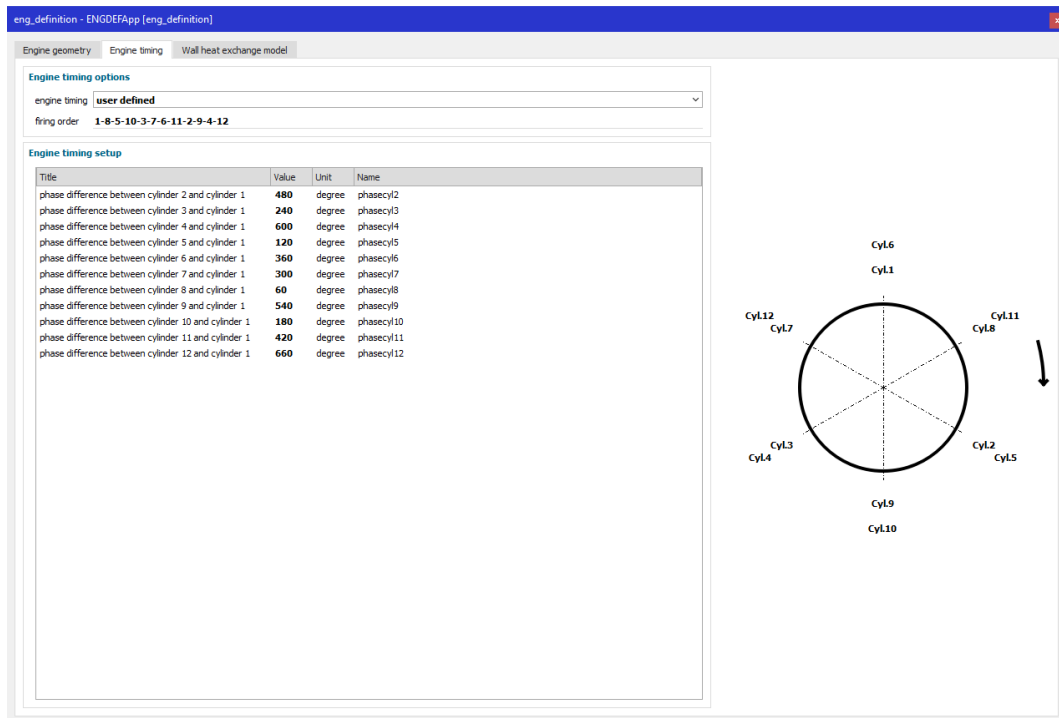 eng_definition - ENGDEFApp [eng_definition]
x
Engine geometry Engine timing Wall heat exchange model
Engine timing options
engine timing user defined
firing order 1-8-5-10-3-7-6-11-2-9-4-12
Engine timing setup
Title Value Unit Name
phase difference between cylinder 2 and cylinder 1 480 degree phasecyl2
phase difference between cylinder 3 and cylinder 1 240 degree phasecyl3
phase difference between cylinder 4 and cylinder 1 600 degree phasecyl4
phase difference between cylinder 5 and cylinder 1 120 degree phasecyl5
phase difference between cylinder 6 and cylinder 1 360 degree phasecyl6
phase difference between cylinder 7 and cylinder 1 300 degree phasecyl7
phase difference between cylinder 8 and cylinder 1 60 degree phasecyl8
phase difference between cylinder 9 and cylinder 1 540 degree phasecyl9
phase difference between cylinder 10 and cylinder 1 180 degree phasecyl10
phase difference between cylinder 11 and cylinder 1 420 degree phasecyl11
phase difference between cylinder 12 and cylinder 1 660 degree phasecyl12
Cyl.6
Cyl.1
Cyl.12 Cyl.11
Cyl.7 Cyl.8
Cyl.3 Cyl.2
Cyl.4 Cyl.5
Cyl.9
Cyl.10